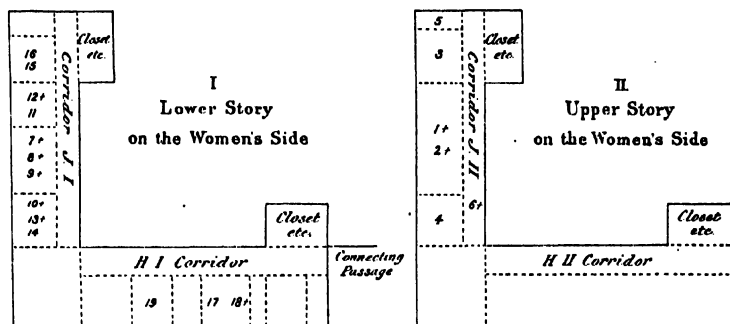 16
15
12+
11
7+
8+
9+
10+
13+
14
Corridor J. I
Closet
etc.
I
Lower Story
on the Women's Side
Closet
etc.
H I Corridor
Connecting
Passage
19
17 18+
5
3
1+
2+
4
6+
Corridor J. II
Closet
etc.
II.
Upper Story
on the Women's Side
Closet
etc.
H II Corridor